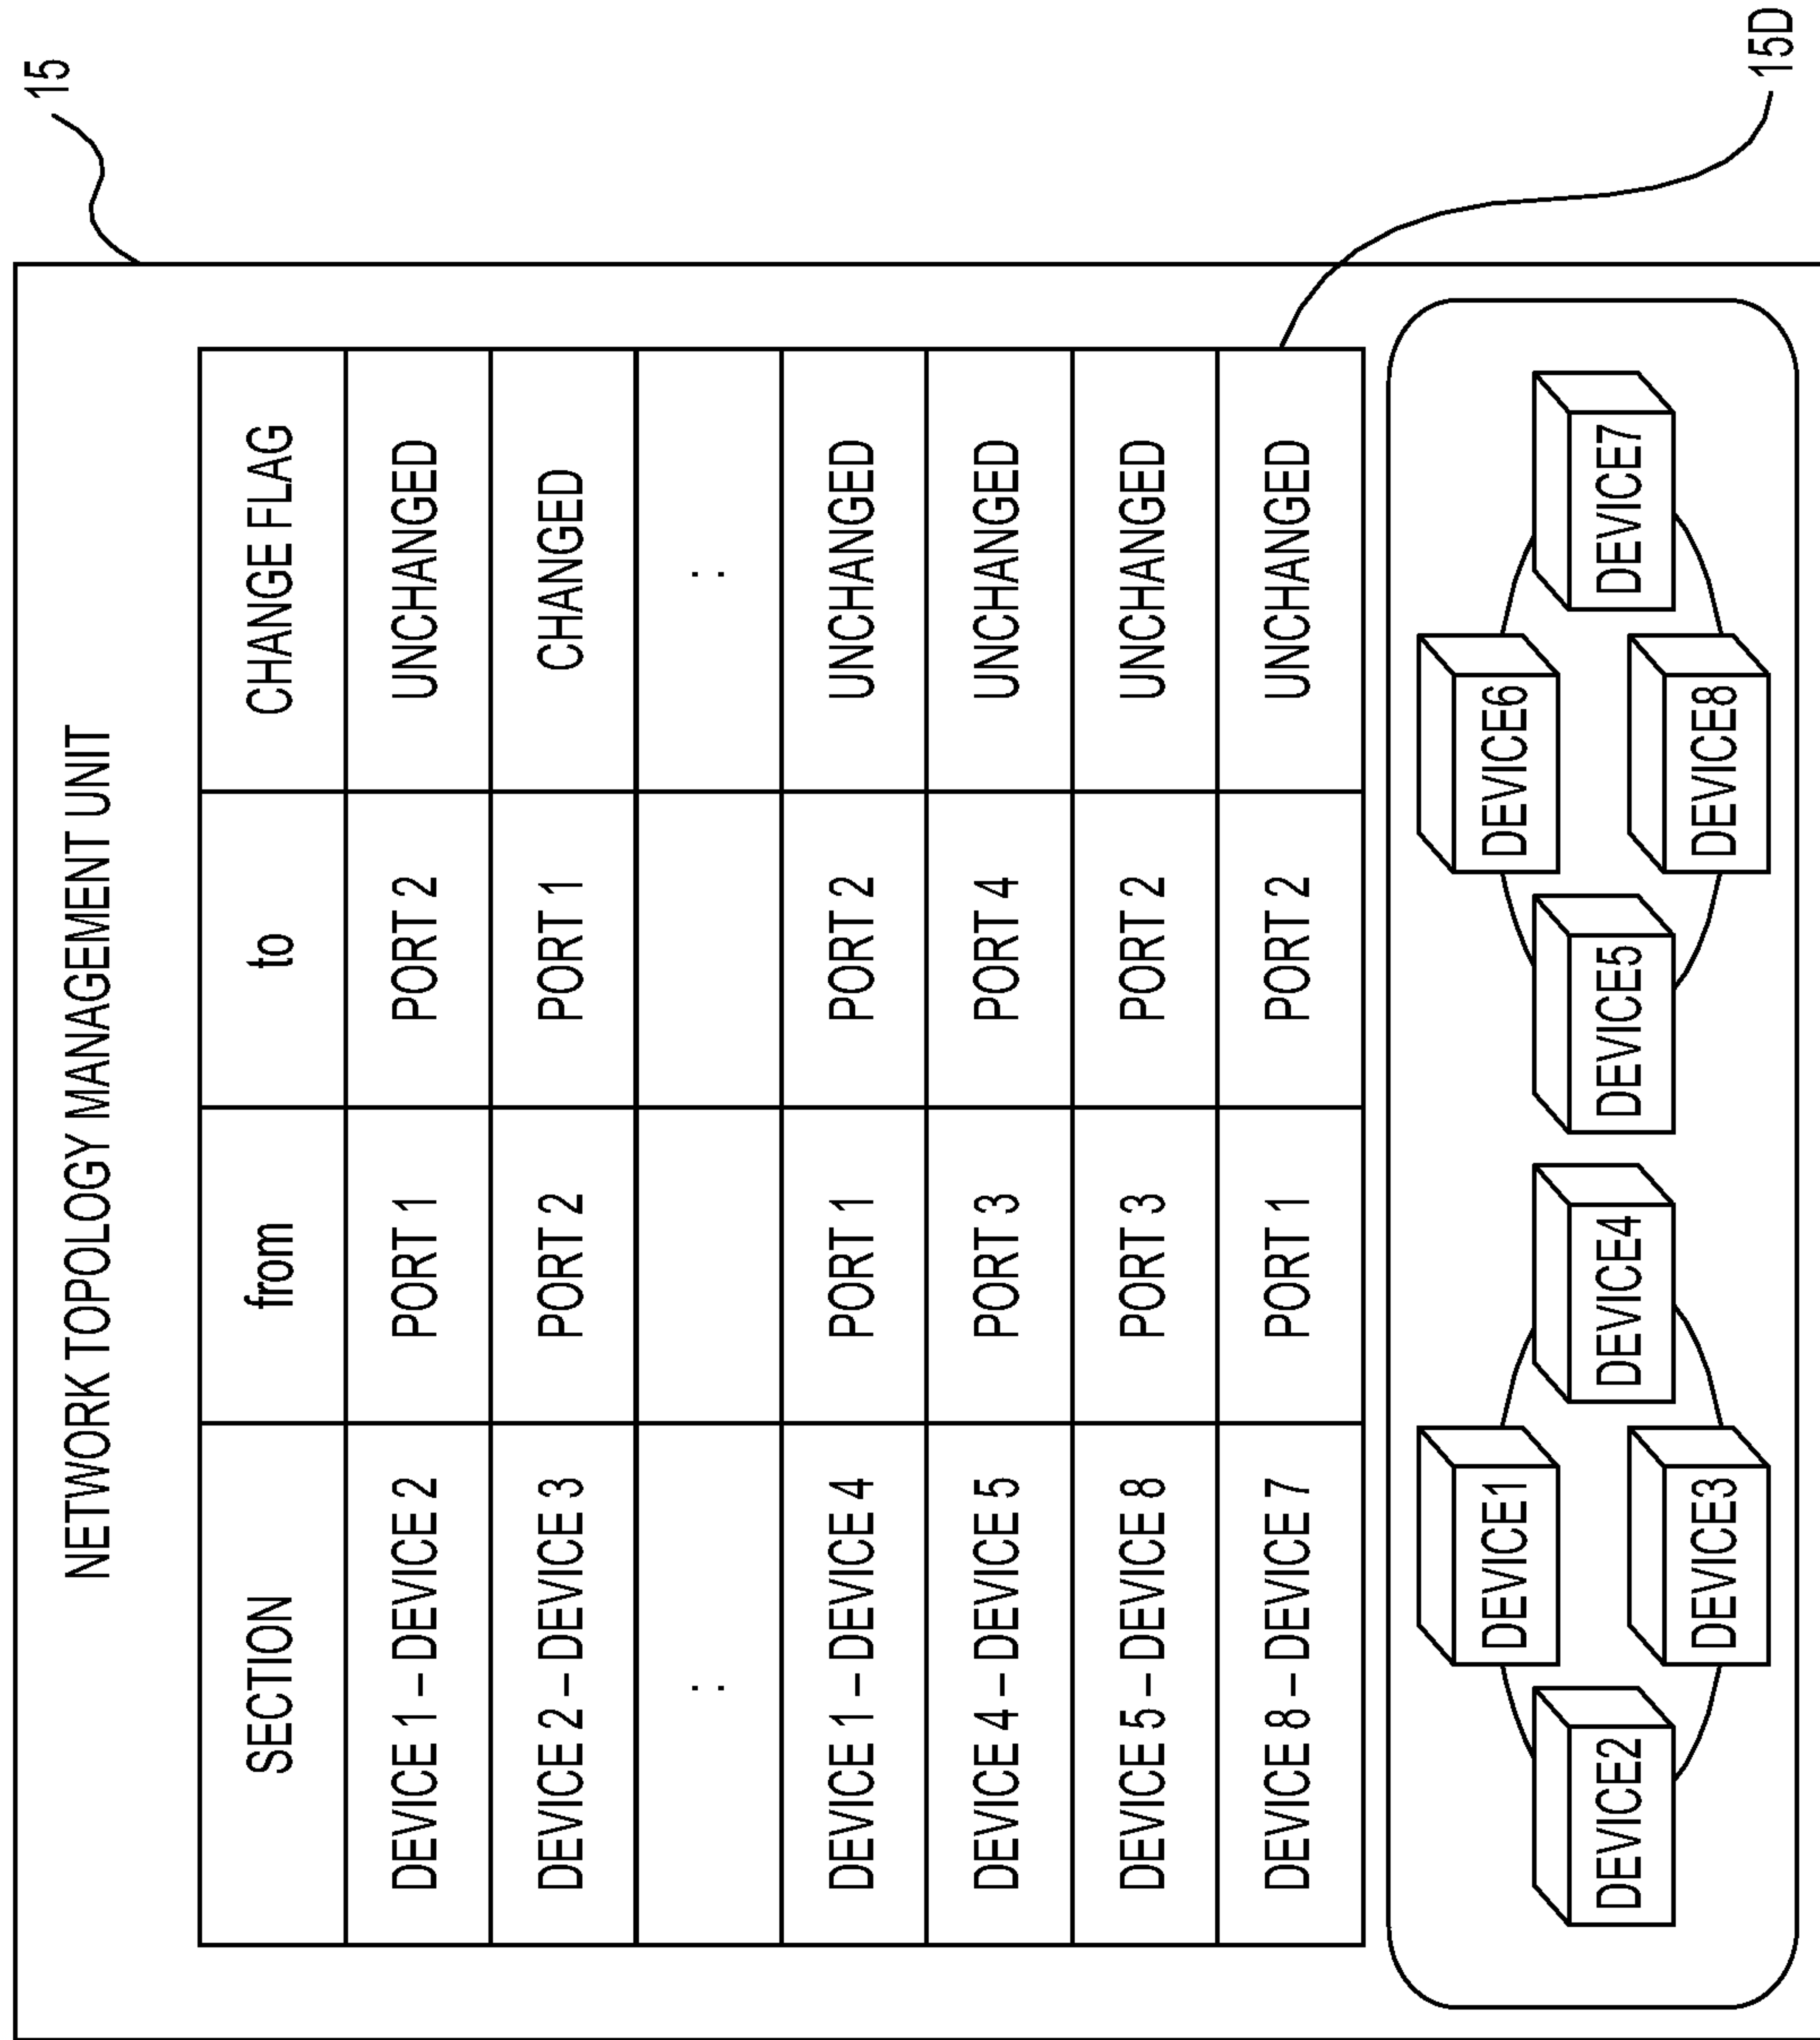 15
NETWORK TOPOLOGY MANAGEMENT UNIT
SECTION from to CHANGE FLAG
DEVICE 1 – DEVICE 2 PORT 1 PORT 2 UNCHANGED
DEVICE 2 – DEVICE 3 PORT 2 PORT 1 CHANGED
: :
DEVICE 1 – DEVICE 4 PORT 1 PORT 2 UNCHANGED
DEVICE 4 – DEVICE 5 PORT 3 PORT 4 UNCHANGED
DEVICE 5 – DEVICE 8 PORT 3 PORT 2 UNCHANGED
DEVICE 8 – DEVICE 7 PORT 1 PORT 2 UNCHANGED
15D
DEVICE1 DEVICE6
DEVICE2 DEVICE4 DEVICE5 DEVICE7
DEVICE3 DEVICE8